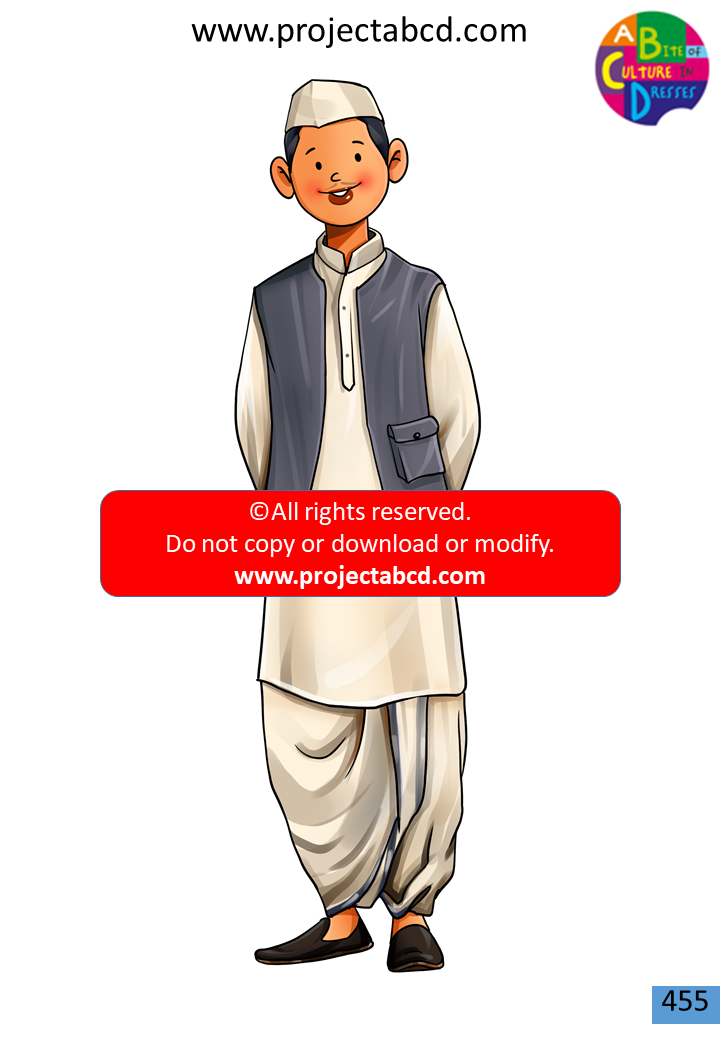 www.projectabcd.com
A BITE OF
CULTURE IN
DRESSES
©All rights reserved.
Do not copy or download or modify.
www.projectabcd.com
455